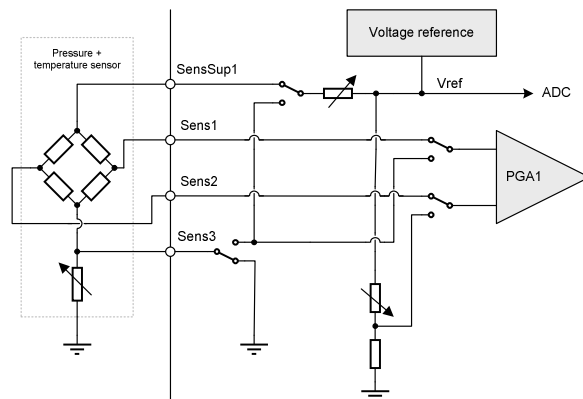 Voltage reference
Pressure +
temperature sensor
SensSup1
Vref
ADC
Sens1
PGA1
Sens2
Sens3